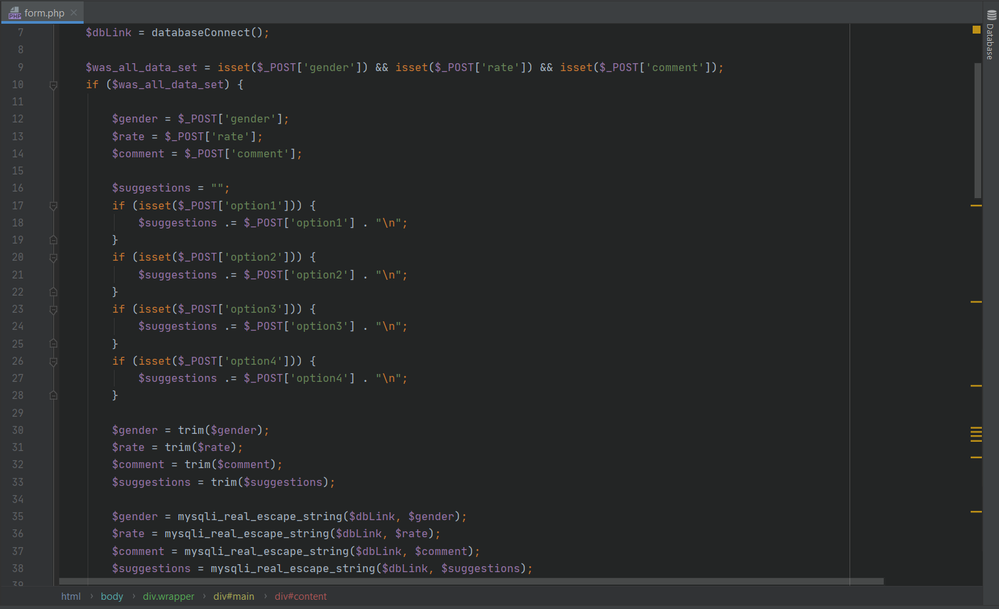 form.php
Database
7 $dbLink = databaseConnect();
8
9 $was_all_data_set = isset($_POST['gender']) && isset($_POST['rate']) && isset($_POST['comment']);
10 if ($was_all_data_set) {
11
12 $gender = $_POST['gender'];
13 $rate = $_POST['rate'];
14 $comment = $_POST['comment'];
15
16 $suggestions = "";
17 if (isset($_POST['option1'])) {
18 $suggestions .= $_POST['option1'] . "\n";
19 }
20 if (isset($_POST['option2'])) {
21 $suggestions .= $_POST['option2'] . "\n";
22 }
23 if (isset($_POST['option3'])) {
24 $suggestions .= $_POST['option3'] . "\n";
25 }
26 if (isset($_POST['option4'])) {
27 $suggestions .= $_POST['option4'] . "\n";
28 }
29
30 $gender = trim($gender);
31 $rate = trim($rate);
32 $comment = trim($comment);
33 $suggestions = trim($suggestions);
34
35 $gender = mysqli_real_escape_string($dbLink, $gender);
36 $rate = mysqli_real_escape_string($dbLink, $rate);
37 $comment = mysqli_real_escape_string($dbLink, $comment);
38 $suggestions = mysqli_real_escape_string($dbLink, $suggestions);
39
html › body › div.wrapper › div#main › div#content